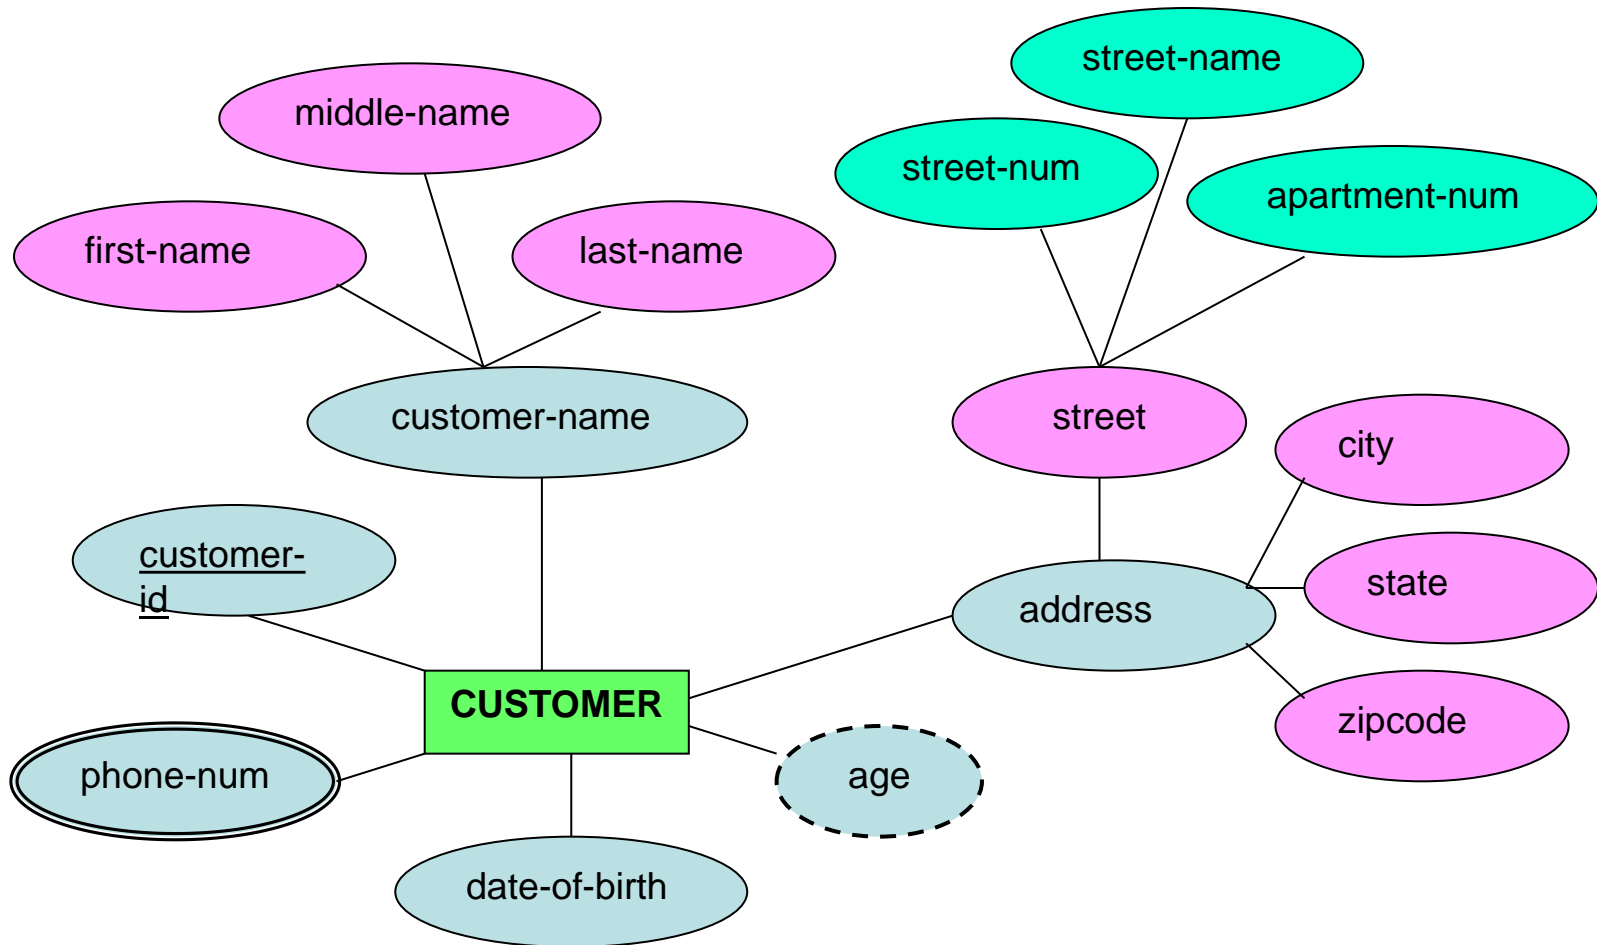 street-name
middle-name
street-num
apartment-num
first-name
last-name
customer-name
street
city
customer-
id
address
state
CUSTOMER
zipcode
phone-num
age
date-of-birth